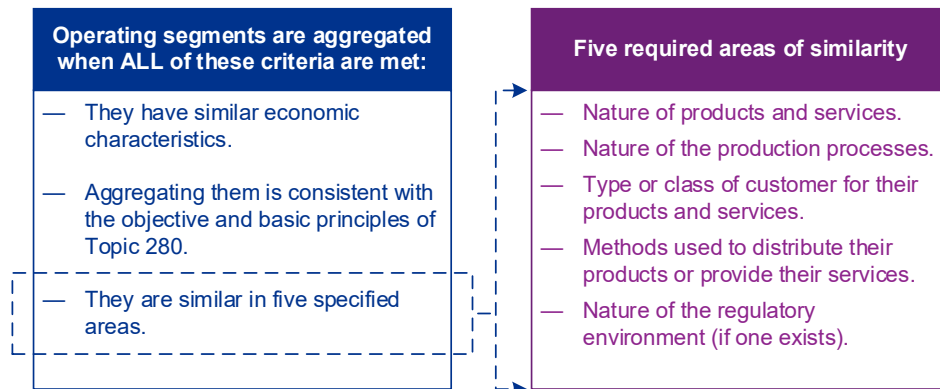 Operating segments are aggregated
when ALL of these criteria are met:
— They have similar economic
characteristics.
— Aggregating them is consistent with
the objective and basic principles of
Topic 280.
— They are similar in five specified
areas.
Five required areas of similarity
— Nature of products and services.
— Nature of the production processes.
— Type or class of customer for their
products and services.
— Methods used to distribute their
products or provide their services.
— Nature of the regulatory
environment (if one exists).